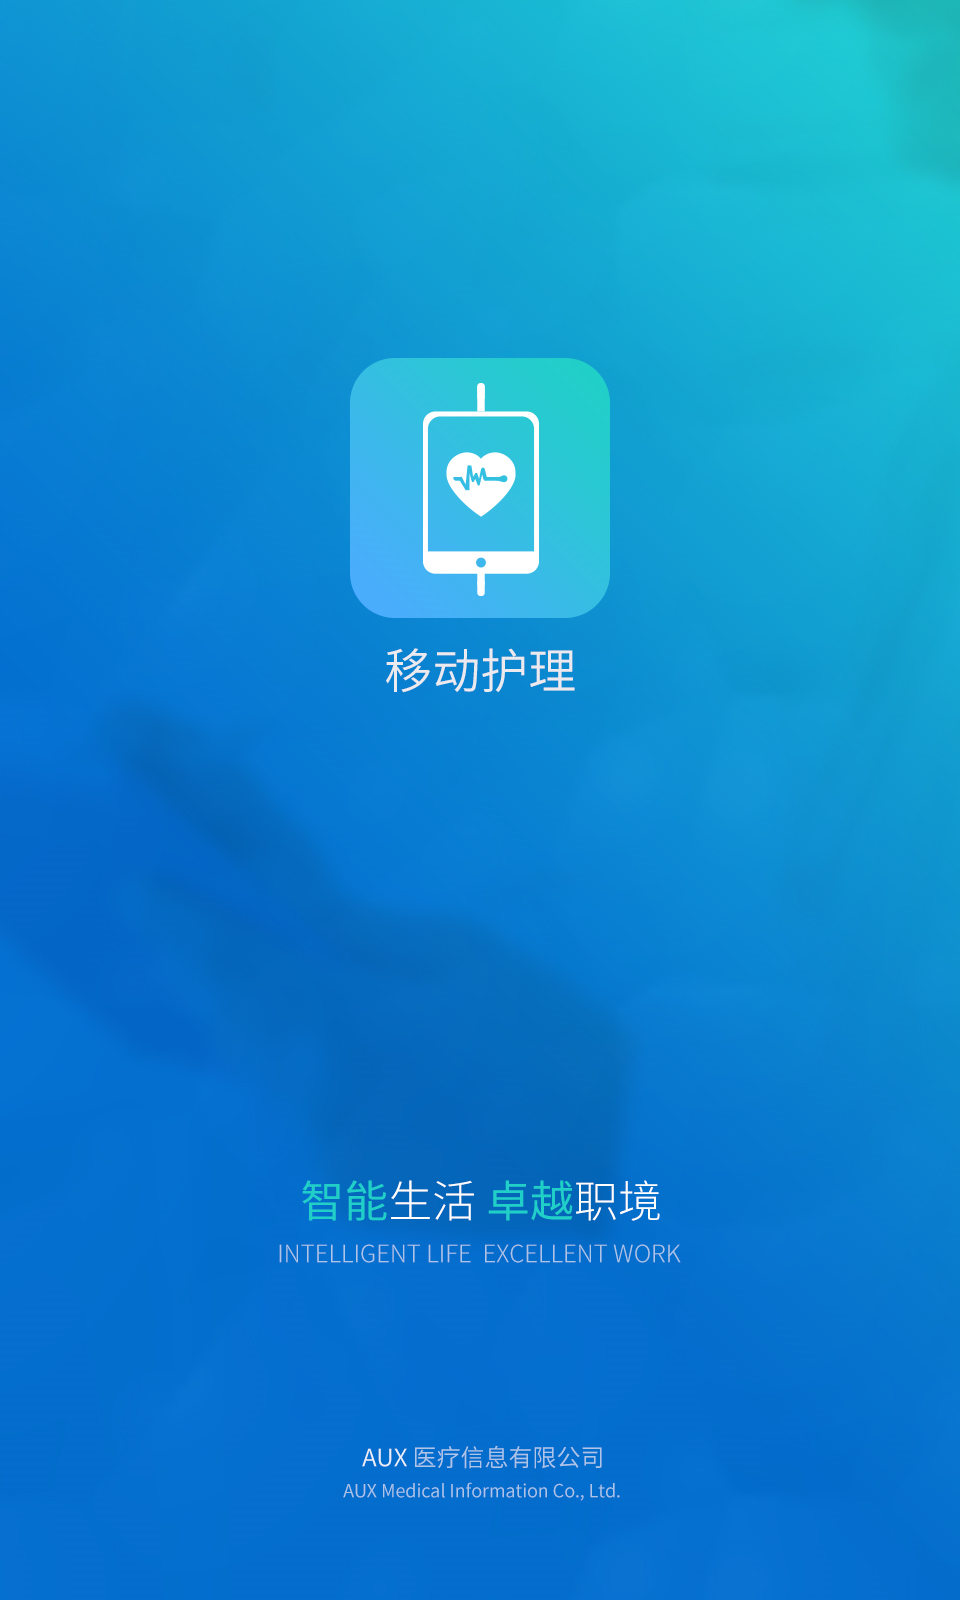 移动护理
智能生活 卓越职境
INTELLIGENT LIFE EXCELLENT WORK
AUX 医疗信息有限公司
AUX Medical Information Co., Ltd.